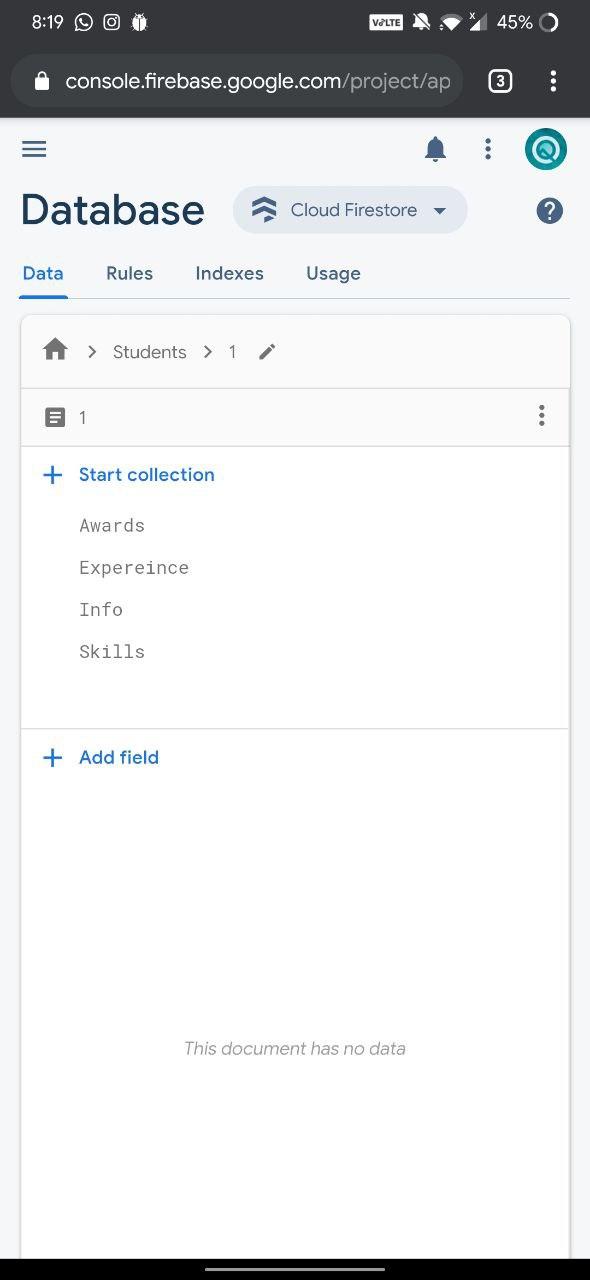 8:19 VoLTE x 45%
console.firebase.google.com/project/ap 3
Database Cloud Firestore ?
Data Rules Indexes Usage
Students 1
1
Start collection
Awards
Expereince
Info
Skills
Add field
This document has no data